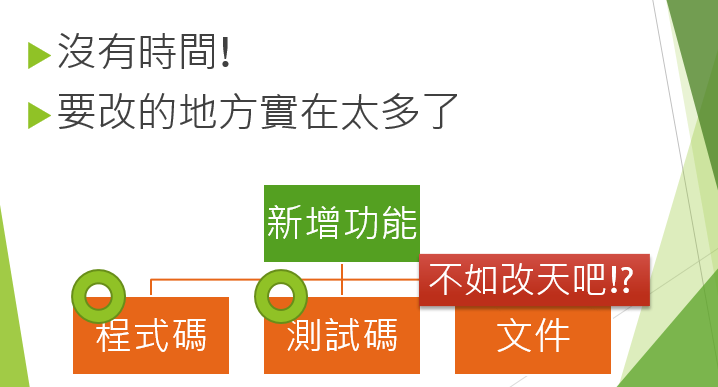 沒有時間!
要改的地方實在太多了
新增功能
不如改天吧!?
程式碼
測試碼
文件